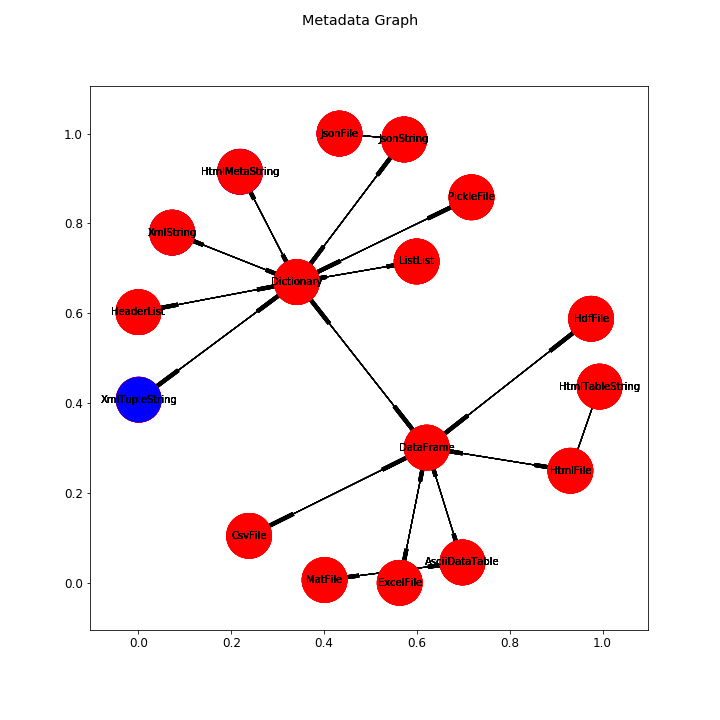 Metadata Graph
1.0
0.8
0.6
0.4
0.2
0.0
JsonFile
JsonString
HtmlMetaString
PickleFile
XmlString
ListList
Dictionary
HeaderList
HdfFile
HtmlTableString
XmlTupleString
DataFrame
HtmlFile
CsvFile
AsciiDataTable
MatFile
ExcelFile
0.0
0.2
0.4
0.6
0.8
1.0